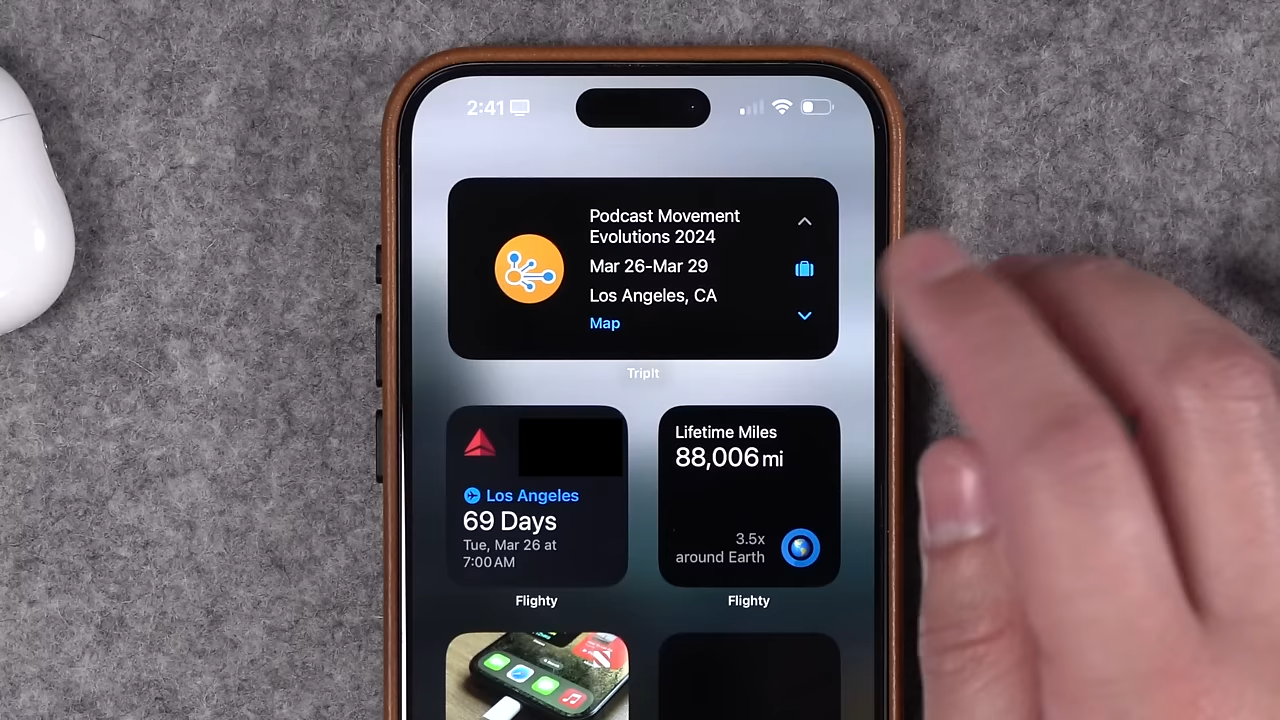 2:41
Podcast Movement
Evolutions 2024
Mar 26-Mar 29
Los Angeles, CA
Map
TripIt
Los Angeles
69 Days
Tue, Mar 26 at
7:00 AM
Flighty
Lifetime Miles
88,006 mi
3.5x
around Earth
Flighty